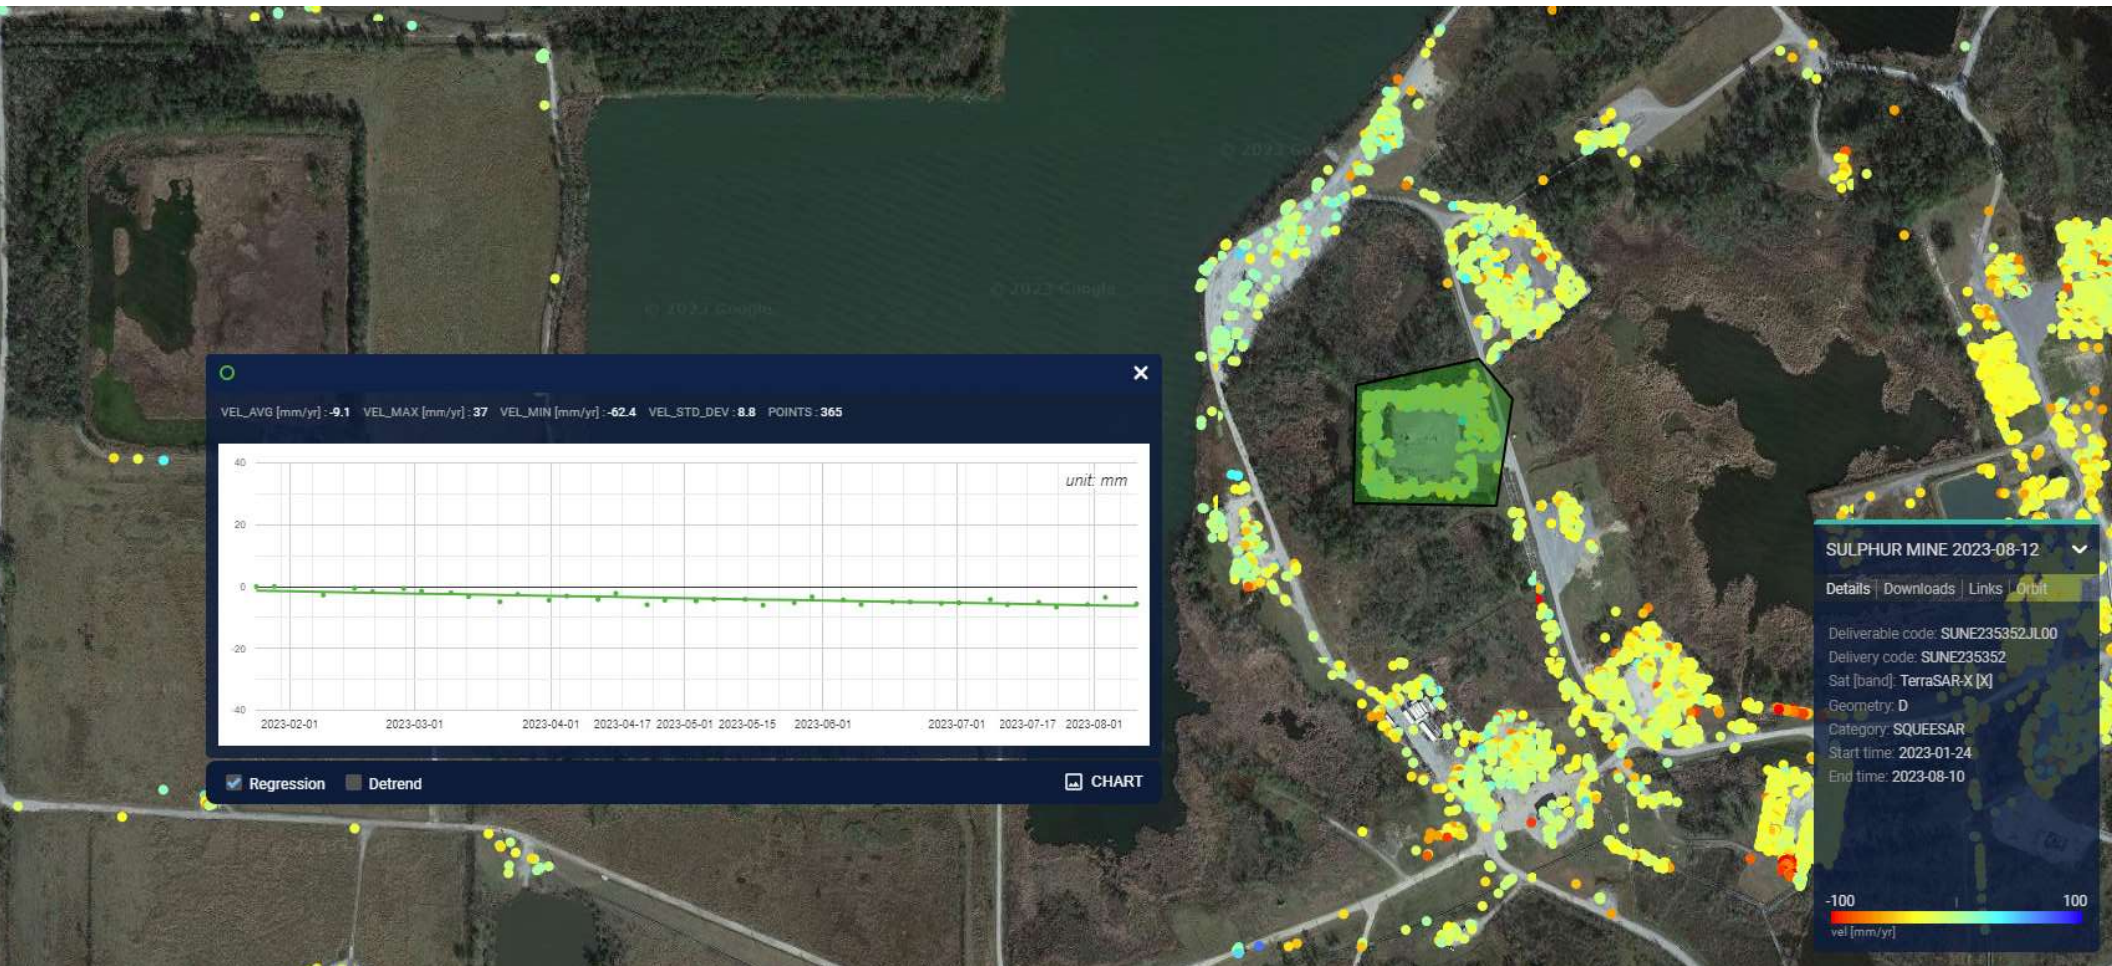 © 2023 Google
© 2023 Google
VEL_AVG [mm/yr] : -9.1 VEL_MAX [mm/yr] : 37 VEL_MIN [mm/yr] : -62.4 VEL_STD_DEV : 8.8 POINTS : 365
unit: mm
40
20
0
-20
-40
2023-02-01 2023-03-01 2023-04-01 2023-04-17 2023-05-01 2023-05-15 2023-06-01 2023-07-01 2023-07-17 2023-08-01
Regression Detrend CHART
SULPHUR MINE 2023-08-12
Details | Downloads | Links | Orbit
Deliverable code: SUNE235352JL00
Delivery code: SUNE235352
Sat [band]: TerraSAR-X [X]
Geometry: D
Category: SQUEESAR
Start time: 2023-01-24
End time: 2023-08-10
-100 100
vel [mm/yr]